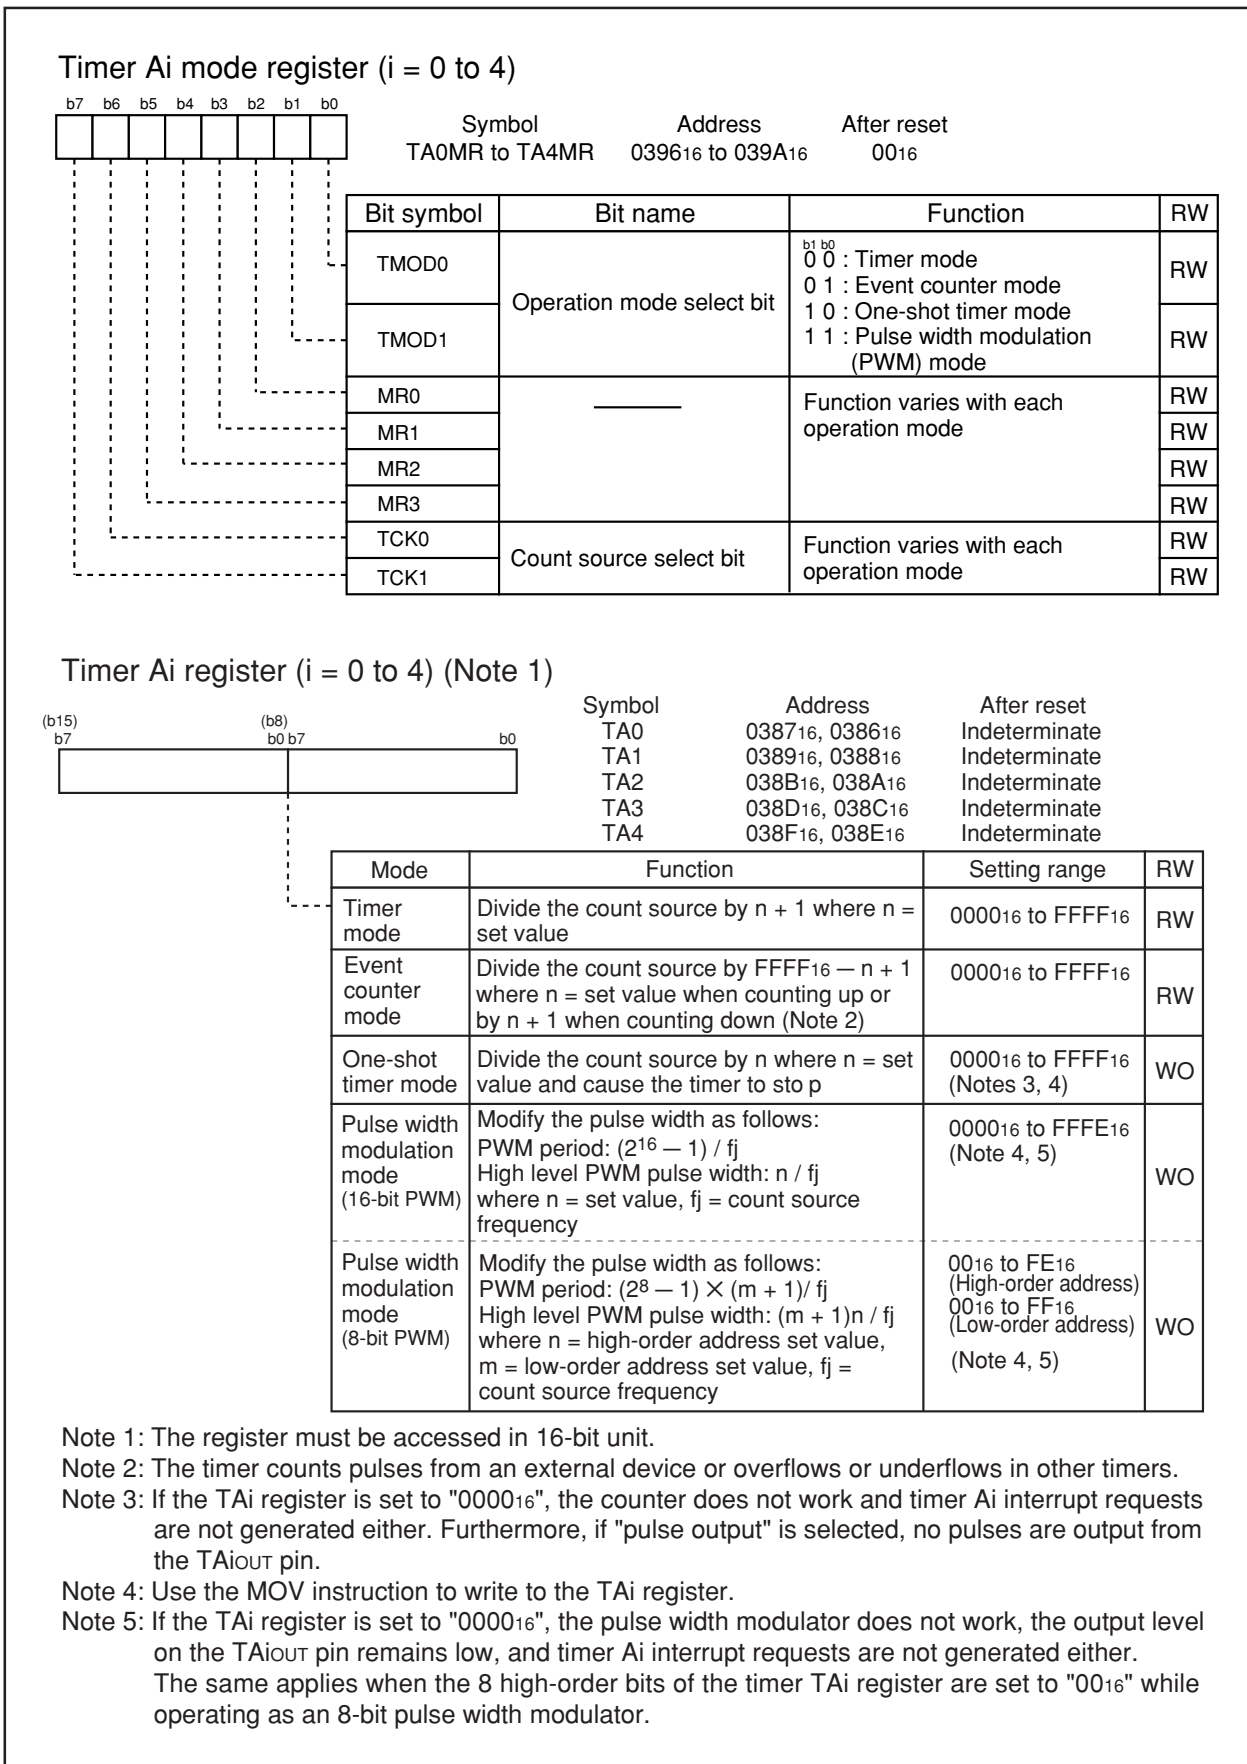 Timer Ai mode register (i = 0 to 4)
b7 b6 b5 b4 b3 b2 b1 b0
Symbol Address After reset
TA0MR to TA4MR 039616 to 039A16 0016
Bit symbol Bit name Function RW
TMOD0 Operation mode select bit b1 b0
0 0 : Timer mode RW
0 1 : Event counter mode
1 0 : One-shot timer mode
TMOD1 1 1 : Pulse width modulation RW
(PWM) mode
MR0 Function varies with each RW
MR1 operation mode RW
MR2 RW
MR3 RW
TCK0 Count source select bit Function varies with each RW
TCK1 operation mode RW
Timer Ai register (i = 0 to 4) (Note 1)
Symbol Address After reset
(b15) (b8)
b7 b0 b7 b0
TA0 038716, 038616 Indeterminate
TA1 038916, 038816 Indeterminate
TA2 038B16, 038A16 Indeterminate
TA3 038D16, 038C16 Indeterminate
TA4 038F16, 038E16 Indeterminate
Mode Function Setting range RW
Timer Divide the count source by n + 1 where n = 000016 to FFFF16 RW
mode set value
Event Divide the count source by FFFF16 — n + 1 000016 to FFFF16
counter where n = set value when counting up or RW
mode by n + 1 when counting down (Note 2)
One-shot Divide the count source by n where n = set 000016 to FFFF16 WO
timer mode value and cause the timer to sto p (Notes 3, 4)
Pulse width Modify the pulse width as follows: 000016 to FFFE16
modulation PWM period: (2^16 — 1) / fj (Note 4, 5)
mode High level PWM pulse width: n / fj WO
(16-bit PWM) where n = set value, fj = count source
frequency
Pulse width Modify the pulse width as follows: 0016 to FE16
modulation PWM period: (2^8 — 1) × (m + 1)/ fj (High-order address)
mode High level PWM pulse width: (m + 1)n / fj 0016 to FF16
(8-bit PWM) where n = high-order address set value, (Low-order address) WO
m = low-order address set value, fj = (Note 4, 5)
count source frequency
Note 1: The register must be accessed in 16-bit unit.
Note 2: The timer counts pulses from an external device or overflows or underflows in other timers.
Note 3: If the TAi register is set to "000016", the counter does not work and timer Ai interrupt requests
are not generated either. Furthermore, if "pulse output" is selected, no pulses are output from
the TAiOUT pin.
Note 4: Use the MOV instruction to write to the TAi register.
Note 5: If the TAi register is set to "000016", the pulse width modulator does not work, the output level
on the TAiOUT pin remains low, and timer Ai interrupt requests are not generated either.
The same applies when the 8 high-order bits of the timer TAi register are set to "0016" while
operating as an 8-bit pulse width modulator.